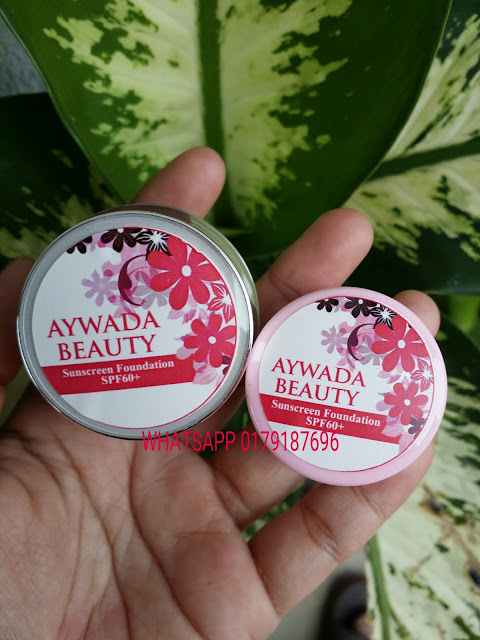 AYWADA
BEAUTY
Sunscreen Foundation
SPF60+
AYWADA
BEAUTY
Sunscreen Foundation
SPF60+
WHATSAPP 0179187696